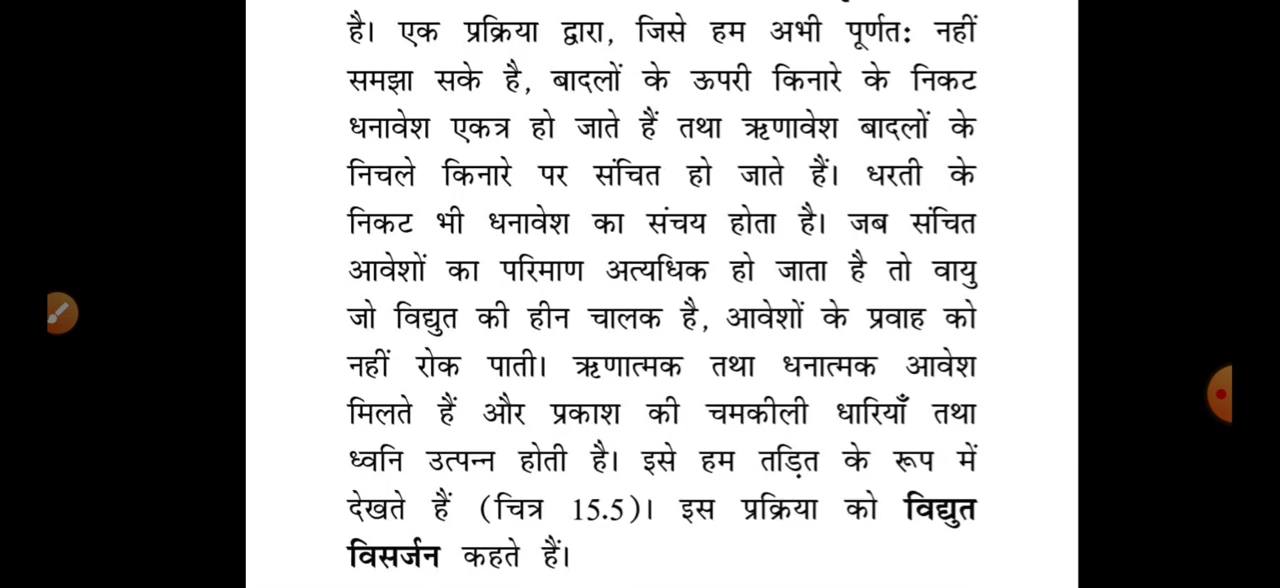 है। एक प्रक्रिया द्वारा, जिसे हम अभी पूर्णत: नहीं
समझा सके है, बादलों के ऊपरी किनारे के निकट
धनावेश एकत्र हो जाते हैं तथा ऋणावेश बादलों के
निचले किनारे पर संचित हो जाते हैं। धरती के
निकट भी धनावेश का संचय होता है। जब संचित
आवेशों का परिमाण अत्यधिक हो जाता है तो वायु
जो विद्युत की हीन चालक है, आवेशों के प्रवाह को
नहीं रोक पाती। ऋणात्मक तथा धनात्मक आवेश
मिलते हैं और प्रकाश की चमकीली धारियाँ तथा
ध्वनि उत्पन्न होती है। इसे हम तड़ित के रूप में
देखते हैं (चित्र 15.5)। इस प्रक्रिया को विद्युत
विसर्जन कहते हैं।